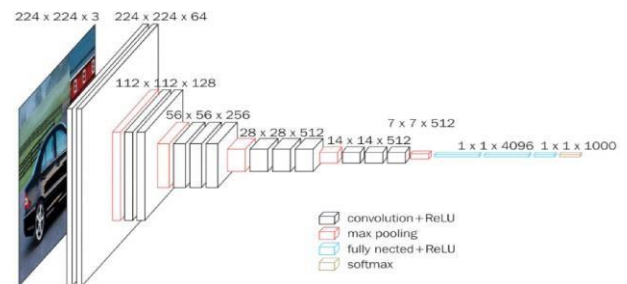 224 x 224 x 3   224 x 224 x 64
112 x 112 x 128
56 x 56 x 256
28 x 28 x 512
14 x 14 x 512
7 x 7 x 512
1 x 1 x 4096   1 x 1 x 1000
convolution+ReLU
max pooling
fully nected+ReLU
softmax